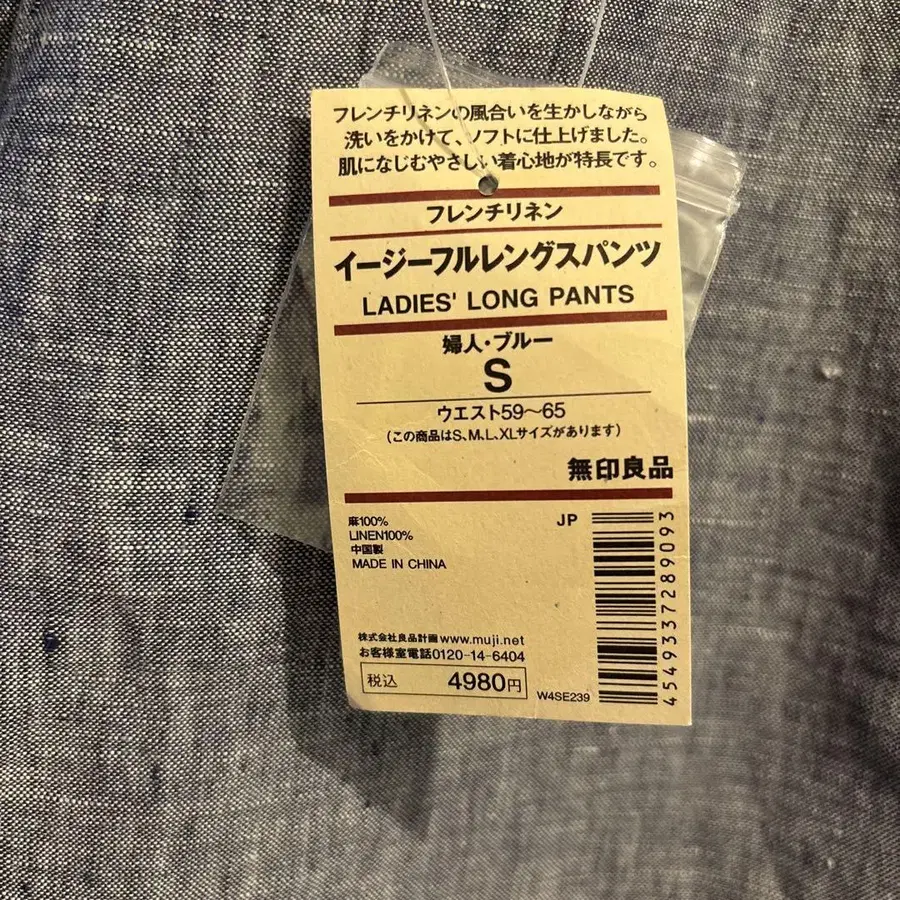 フレンチリネンの風合いを生かしながら
洗いをかけて、ソフトに仕上げました。
肌になじむやさしい着心地が特長です。
フレンチリネン
イージーフルレングスパンツ
LADIES' LONG PANTS
婦人・ブルー
S
ウエスト59〜65
(この商品はS、M、L、XLサイズがあります)
無印良品
麻100%
LINEN100%
中国製
MADE IN CHINA
JP
4549337289093
株式会社良品計画 www.muji.net
お客様室電話0120-14-6404
税込 4980円
W4SE239